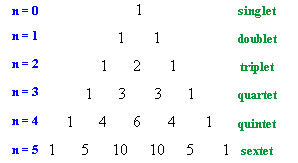 n = 0 1 singlet
n = 1 1 1 doublet
n = 2 1 2 1 triplet
n = 3 1 3 3 1 quartet
n = 4 1 4 6 4 1 quintet
n = 5 1 5 10 10 5 1 sextet